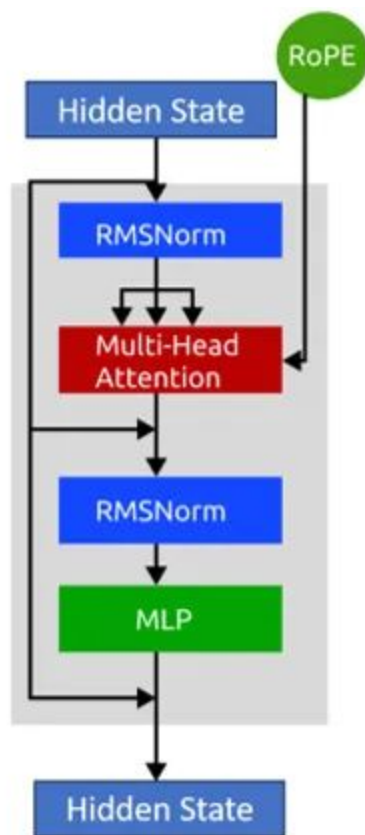 RoPE
Hidden State
RMSNorm
Multi-Head
Attention
RMSNorm
MLP
Hidden State